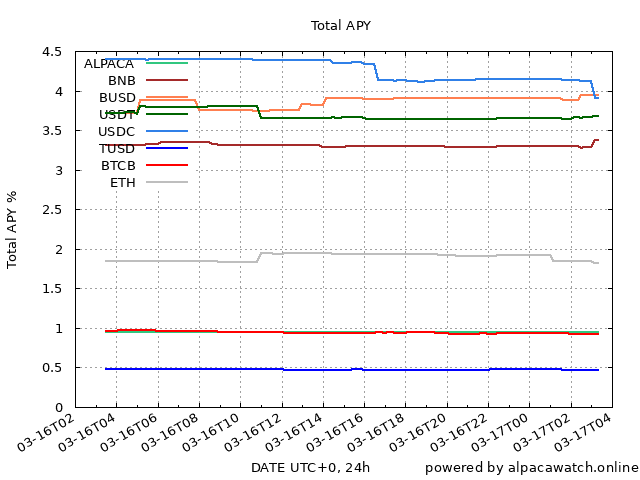 Total APY
4.5
4
3.5
3
2.5
2
1.5
1
0.5
0
Total APY %
ALPACA
BNB
BUSD
USDT
USDC
TUSD
BTCB
ETH
03-16T02
03-16T04
03-16T06
03-16T08
03-16T10
03-16T12
03-16T14
03-16T16
03-16T18
03-16T20
03-16T22
03-17T00
03-17T02
03-17T04
DATE UTC+0, 24h
powered by alpacawatch.online